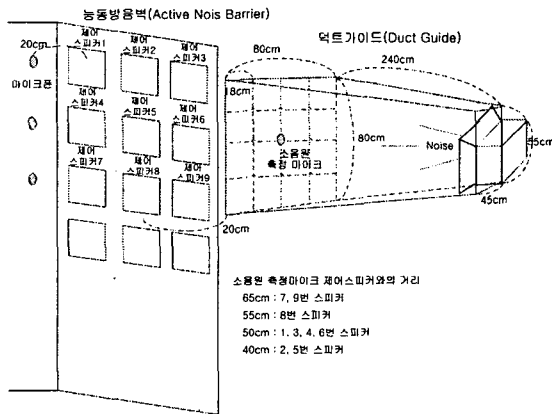 능동방용벽(Active Nois Barrier)
덕트가이드(Duct Guide)
20cm
제어
스피커1
제어
스피커2
제어
스피커3
80cm
240cm
마이크폰
18cm
제어
스피커4
제어
스피커5
제어
스피커6
80cm
소용원
측정 마이크
Noise
55cm
제어
스피커7
제어
스피커8
제어
스피커9
45cm
20cm
소용원 측정마이크 제어스피커와의 거리
65cm : 7, 9번 스피커
55cm : 8번 스피커
50cm : 1, 3, 4, 6번 스피커
40cm : 2, 5번 스피커